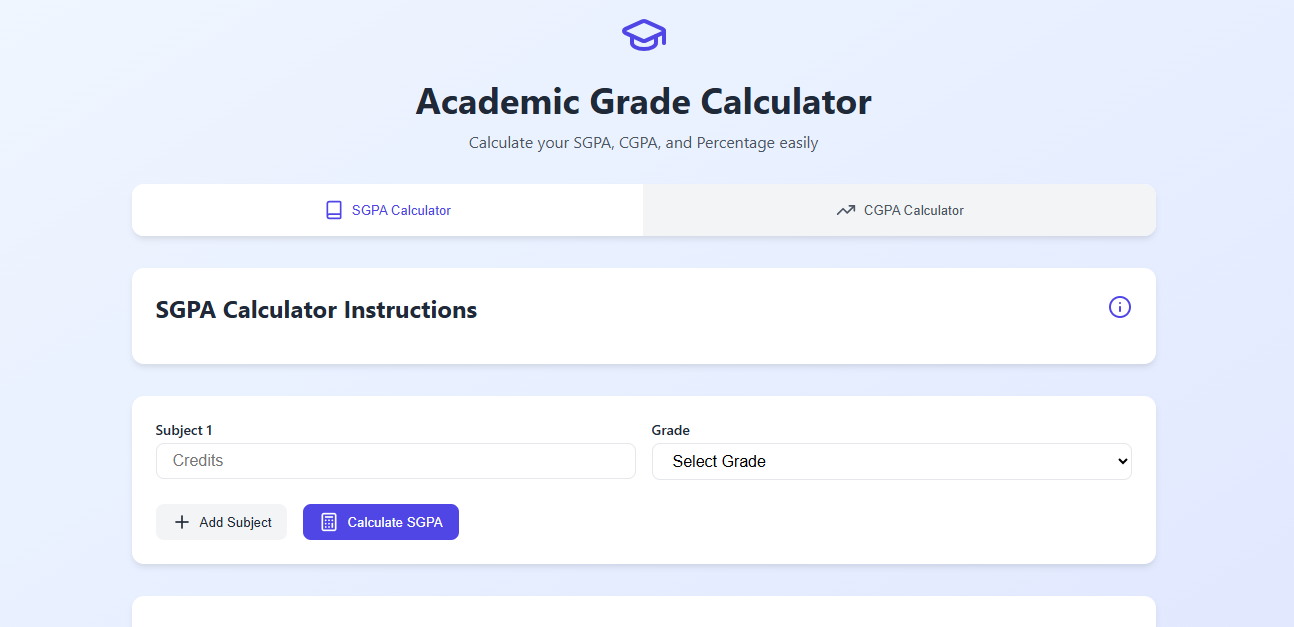 Academic Grade Calculator
Calculate your SGPA, CGPA, and Percentage easily
SGPA Calculator
CGPA Calculator
SGPA Calculator Instructions
Subject 1
Grade
Credits
Select Grade
Add Subject
Calculate SGPA